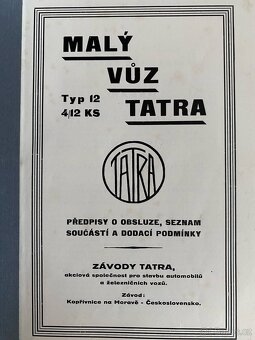 MALÝ
VŮZ
Typ 12
4/12 KS
TATRA
TATRA
PŘEDPISY O OBSLUZE, SEZNAM
SOUČÁSTÍ A DODACÍ PODMÍNKY
ZÁVODY TATRA,
akciová společnost pro stavbu automobilů
a železničních vozů.
Závod:
Kopřivnice na Moravě - Československo.